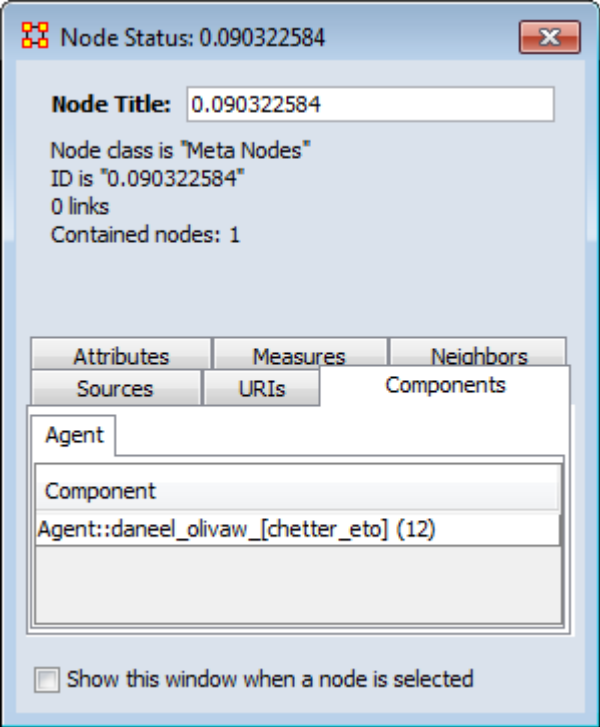 Node Status: 0.090322584
Node Title: 0.090322584
Node class is "Meta Nodes"
ID is "0.090322584"
0 links
Contained nodes: 1
Attributes Measures Neighbors
Sources URIs Components
Agent
Component
Agent::daneel_olivaw_[chetter_eto] (12)
Show this window when a node is selected